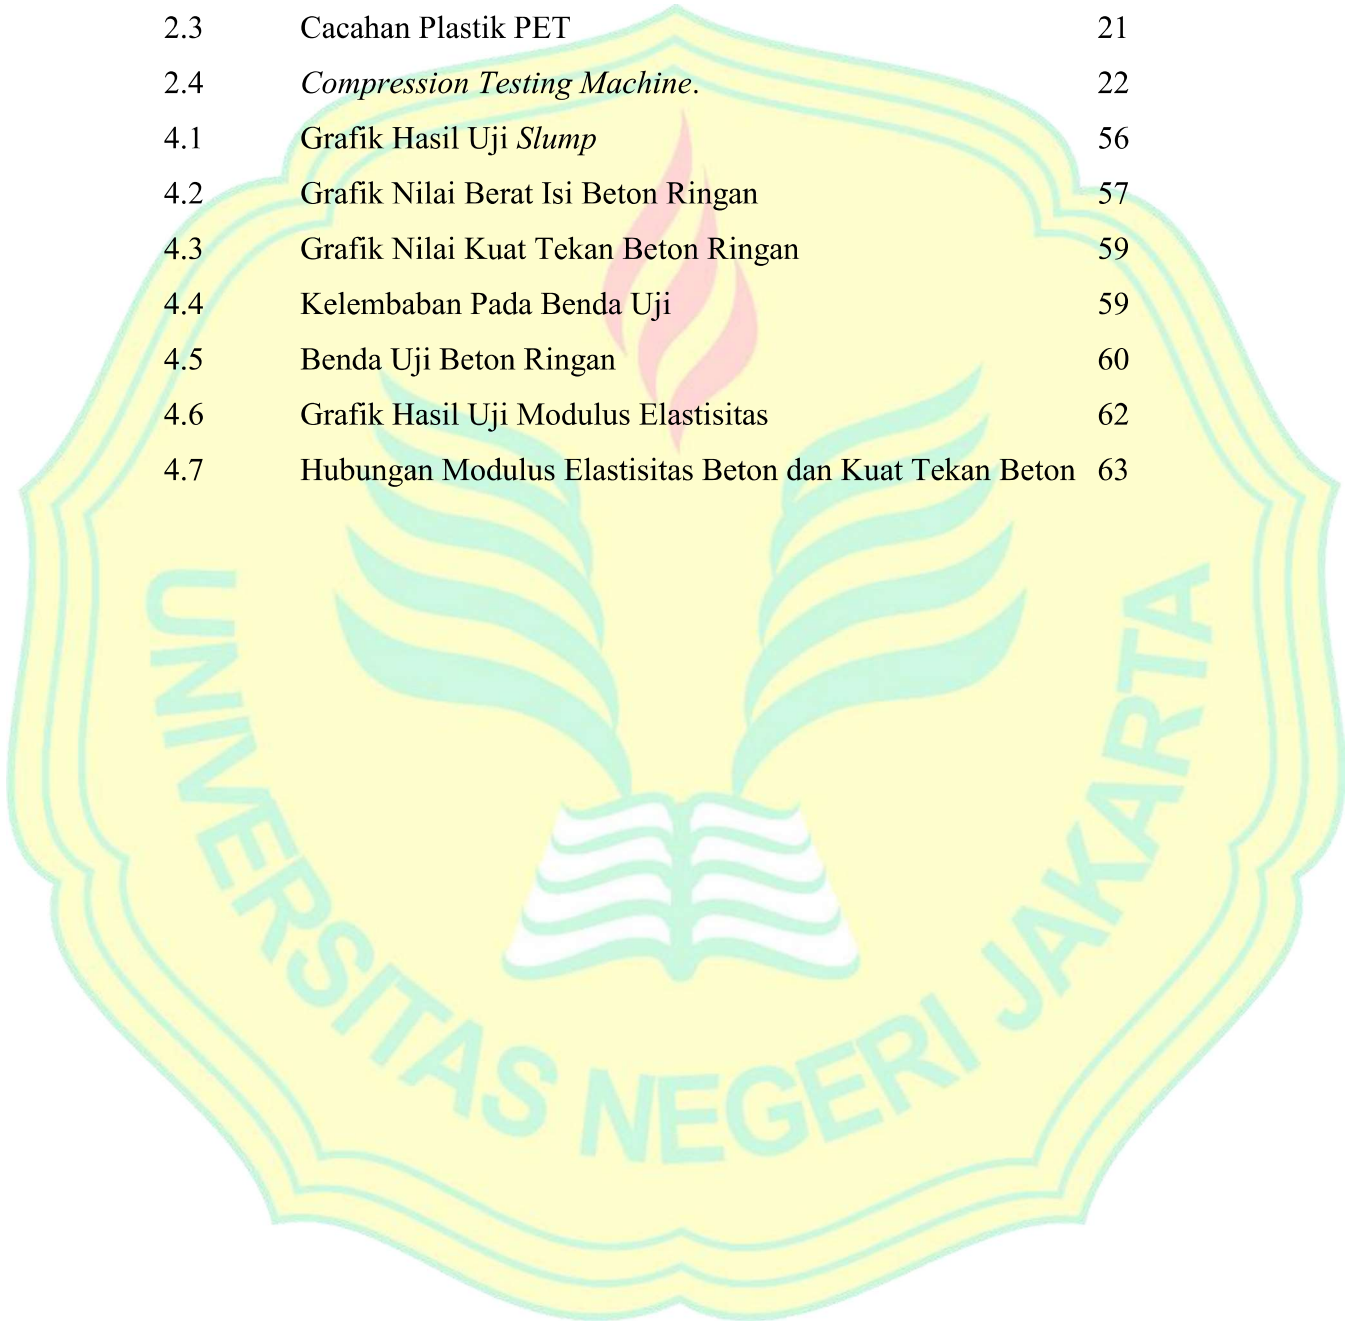 2.3 Cacahan Plastik PET 21
2.4 Compression Testing Machine. 22
4.1 Grafik Hasil Uji Slump 56
4.2 Grafik Nilai Berat Isi Beton Ringan 57
4.3 Grafik Nilai Kuat Tekan Beton Ringan 59
4.4 Kelembaban Pada Benda Uji 59
4.5 Benda Uji Beton Ringan 60
4.6 Grafik Hasil Uji Modulus Elastisitas 62
4.7 Hubungan Modulus Elastisitas Beton dan Kuat Tekan Beton 63
UNIVERSITAS NEGERI JAKARTA